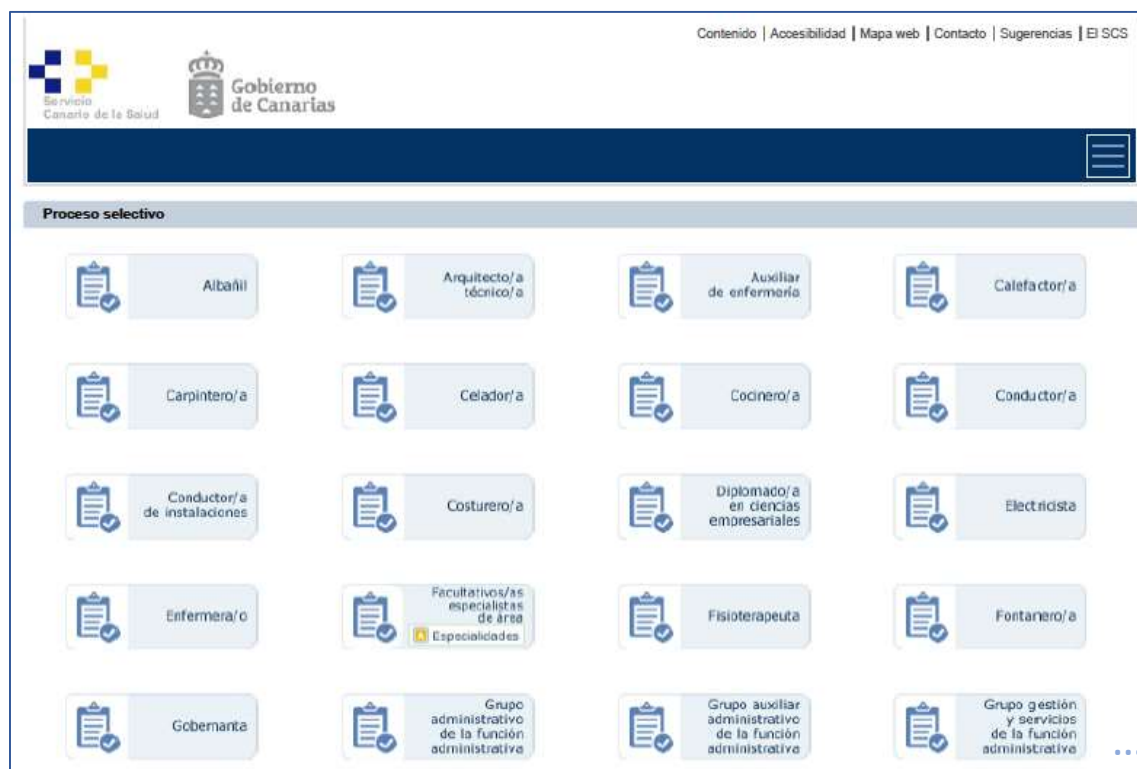 Contenido | Accesibilidad | Mapa web | Contacto | Sugerencias | El SCS
Servicio
Canario de la Salud
Gobierno
de Canarias
Proceso selectivo
Albañil
Arquitecto/a
técnico/a
Auxiliar
de enfermería
Calefactor/a
Carpintero/a
Celador/a
Cocinero/a
Conductor/a
Conductor/a
de instalaciones
Costurero/a
Diplomado/a
en ciencias
empresariales
Electricista
Enfermera/o
Facultativos/as
especialistas
de área
Especialidades
Fisioterapeuta
Fontanero/a
Gobernanta
Grupo
administrativo
de la función
administrativa
Grupo auxiliar
administrativo
de la función
administrativa
Grupo gestión
y servicios
de la función
administrativa
...